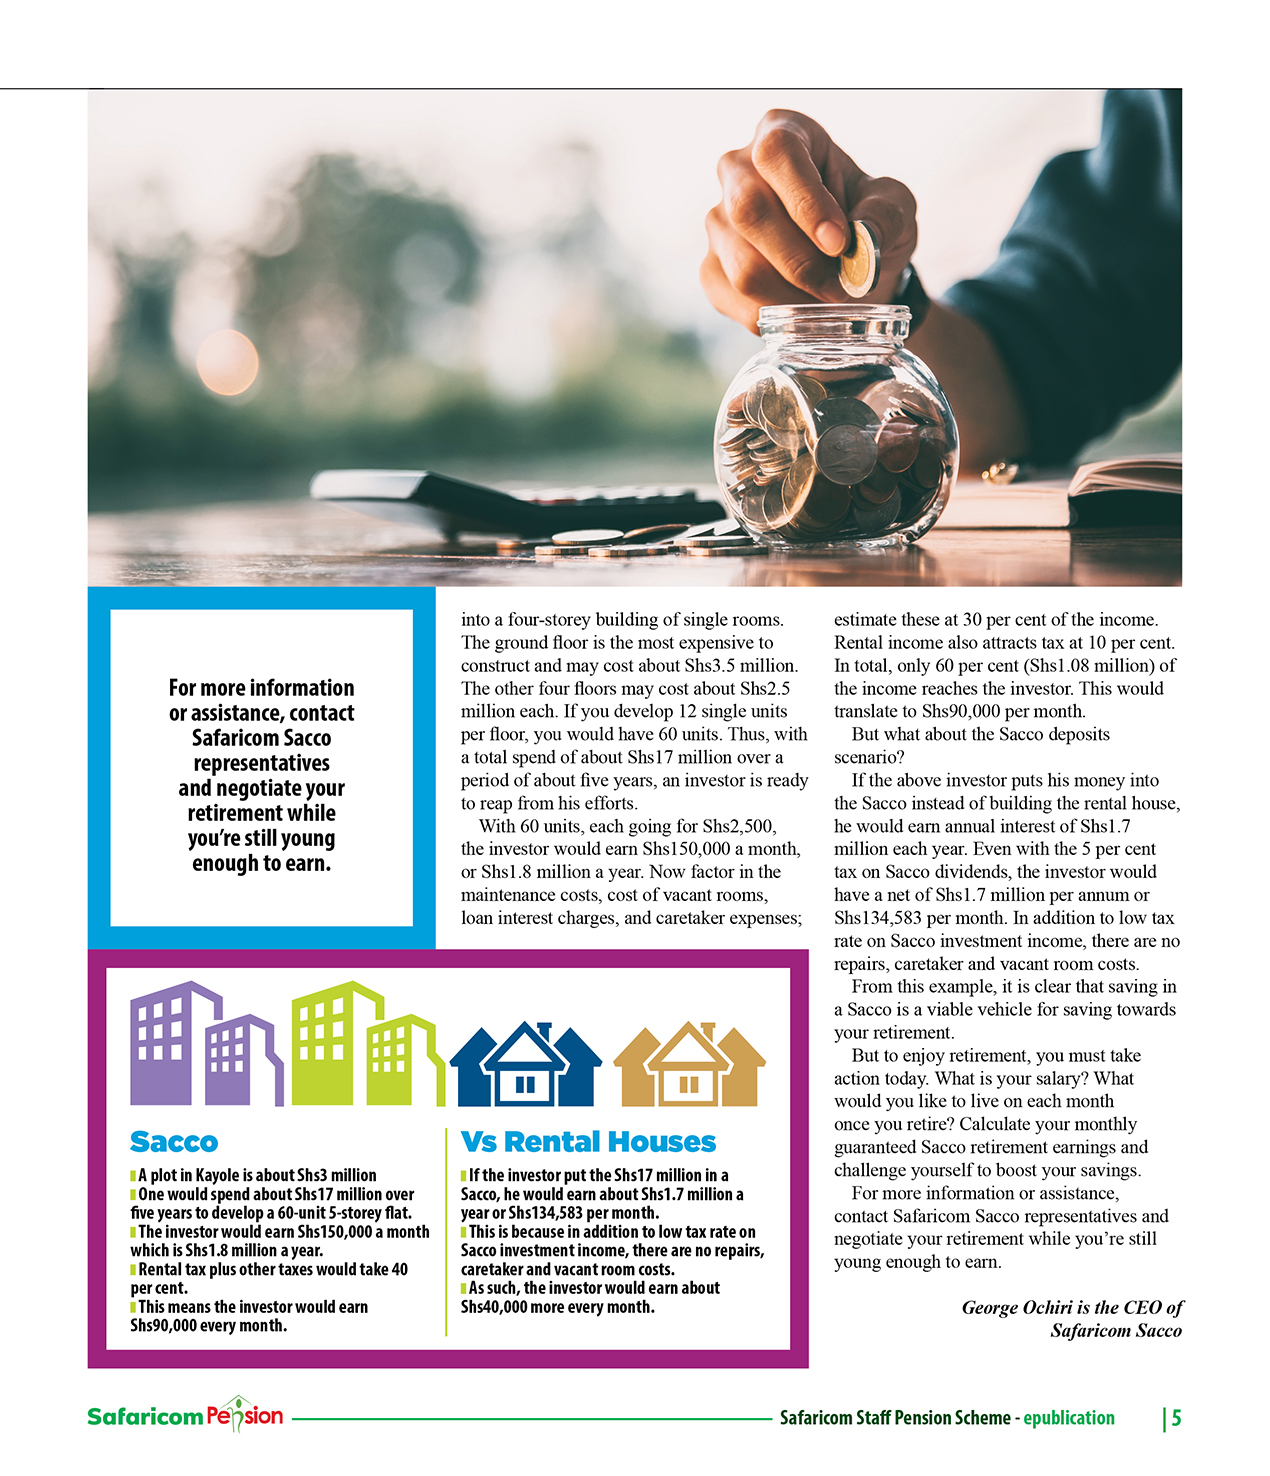 For more information
or assistance, contact
Safaricom Sacco
representatives
and negotiate your
retirement while
you're still young
enough to earn.
into a four-storey building of single rooms.
The ground floor is the most expensive to
construct and may cost about Shs3.5 million.
The other four floors may cost about Shs2.5
million each. If you develop 12 single units
per floor, you would have 60 units. Thus, with
a total spend of about Shs17 million over a
period of about five years, an investor is ready
to reap from his efforts.
With 60 units, each going for Shs2,500,
the investor would earn Shs150,000 a month,
or Shs1.8 million a year. Now factor in the
maintenance costs, cost of vacant rooms,
loan interest charges, and caretaker expenses;
estimate these at 30 per cent of the income.
Rental income also attracts tax at 10 per cent.
In total, only 60 per cent (Shs1.08 million) of
the income reaches the investor. This would
translate to Shs90,000 per month.
But what about the Sacco deposits
scenario?
If the above investor puts his money into
the Sacco instead of building the rental house,
he would earn annual interest of Shs1.7
million each year. Even with the 5 per cent
tax on Sacco dividends, the investor would
have a net of Shs1.7 million per annum or
Shs134,583 per month. In addition to low tax
rate on Sacco investment income, there are no
repairs, caretaker and vacant room costs.
From this example, it is clear that saving in
a Sacco is a viable vehicle for saving towards
your retirement.
But to enjoy retirement, you must take
action today. What is your salary? What
would you like to live on each month
once you retire? Calculate your monthly
guaranteed Sacco retirement earnings and
challenge yourself to boost your savings.
For more information or assistance,
contact Safaricom Sacco representatives and
negotiate your retirement while you're still
young enough to earn.
George Ochiri is the CEO of
Safaricom Sacco
Sacco
A plot in Kayole is about Shs3 million
One would spend about Shs17 million over
five years to develop a 60-unit 5-storey flat.
The investor would earn Shs150,000 a month
which is Shs1.8 million a year.
Rental tax plus other taxes would take 40
per cent.
This means the investor would earn
Shs90,000 every month.
Vs Rental Houses
If the investor put the Shs17 million in a
Sacco, he would earn about Shs1.7 million a
year or Shs134,583 per month.
This is because in addition to low tax rate on
Sacco investment income, there are no repairs,
caretaker and vacant room costs.
As such, the investor would earn about
Shs40,000 more every month.
Safaricom Pension
Safaricom Staff Pension Scheme - epublication
| 5